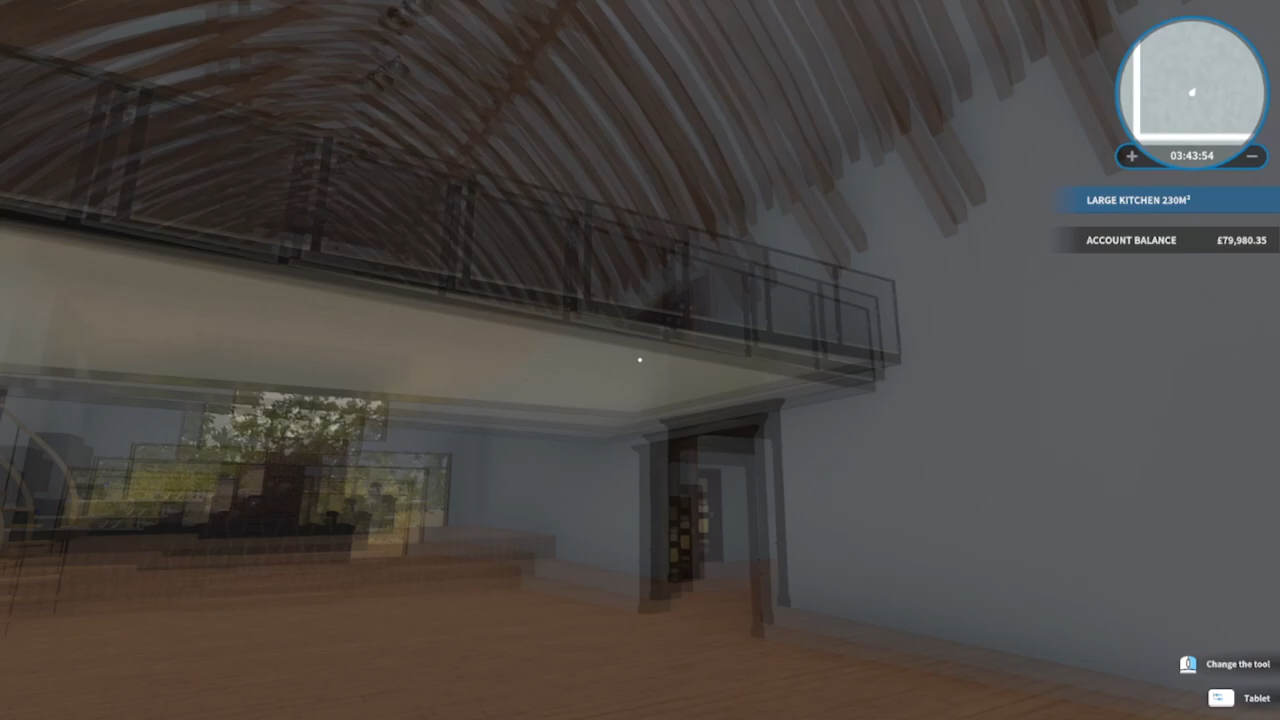 03:43:54
LARGE KITCHEN 230M²
ACCOUNT BALANCE £79,980.35
Change the tool
Tablet